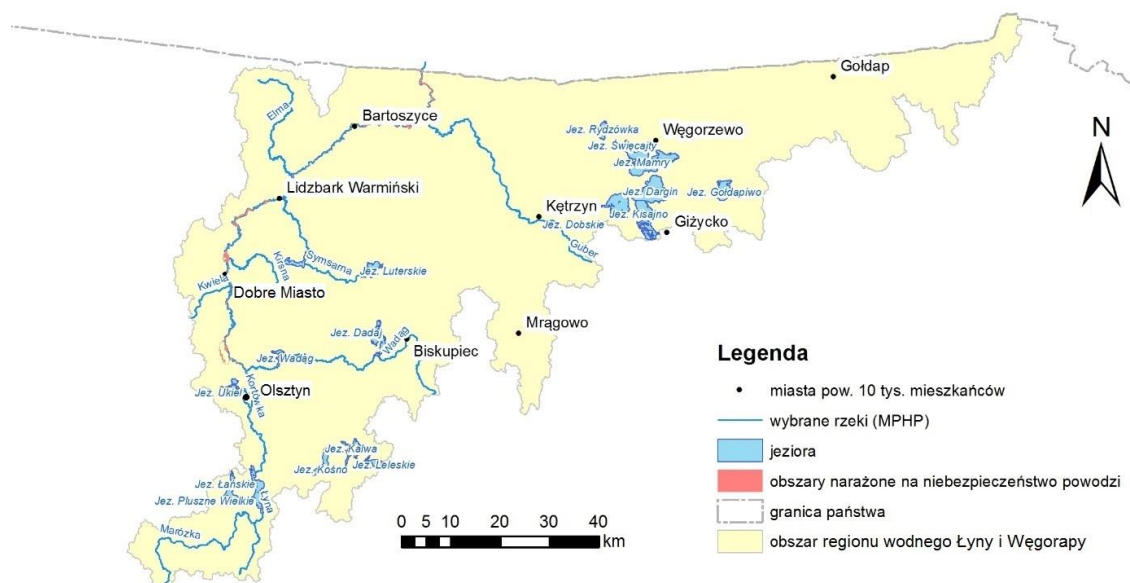 Gołdap
Elma
Bartoszyce
Jez. Rydzówka
Węgorzewo
Jez. Święcajty
Jez. Mamry
N
Lidzbark Warmiński
Jez. Dargin
Jez. Gołdapiwo
Kętrzyn
Jez. Kisajno
Jez. Dobskie
Giżycko
Guber
Kirsna
Symsarna
Jez. Luterskie
Kwiela
Dobre Miasto
Mrągowo
Jez. Dadaj
Wadąg
Jez. Wadąg
Biskupiec
Kortówka
Jez. Ukiel
Olsztyn
Jez. Kalwa
Jez. Kośno
Jez. Leleskie
Jez. Łańskie
Jez. Pluszne Wielkie
Łyna
Marózka
0 5 10 20 30 40
km
Legenda
miasta pow. 10 tys. mieszkańców
wybrane rzeki (MPHP)
jeziora
obszary narażone na niebezpieczeństwo powodzi
granica państwa
obszar regionu wodnego Łyny i Węgorapy